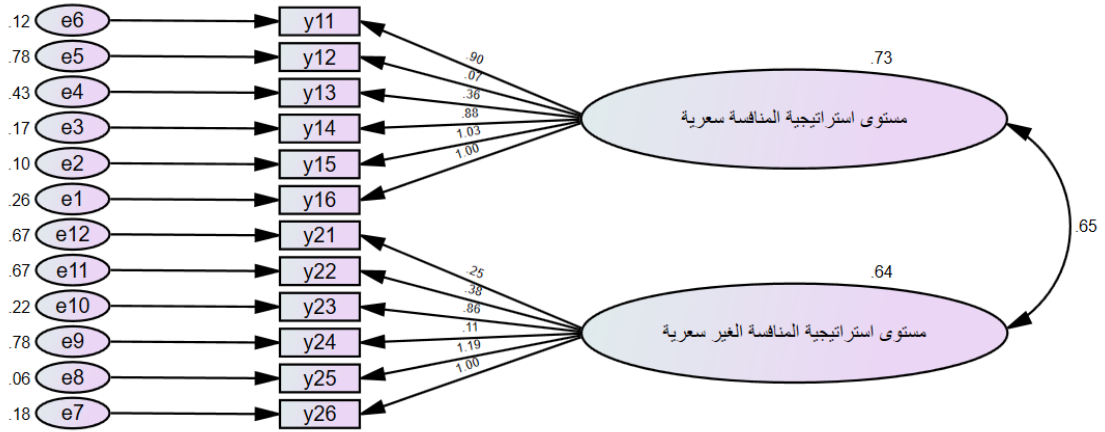 .12 e6 y11
.78 e5 y12
.43 e4 y13
.17 e3 y14
.10 e2 y15
.26 e1 y16
.67 e12 y21
.67 e11 y22
.22 e10 y23
.78 e9 y24
.06 e8 y25
.18 e7 y26
.90
.07
.36
.88
1.03
1.00
.73
مستوى استراتيجية المنافسة سعرية
.65
.25
.38
.86
.11
1.19
1.00
.64
مستوى استراتيجية المنافسة الغير سعرية